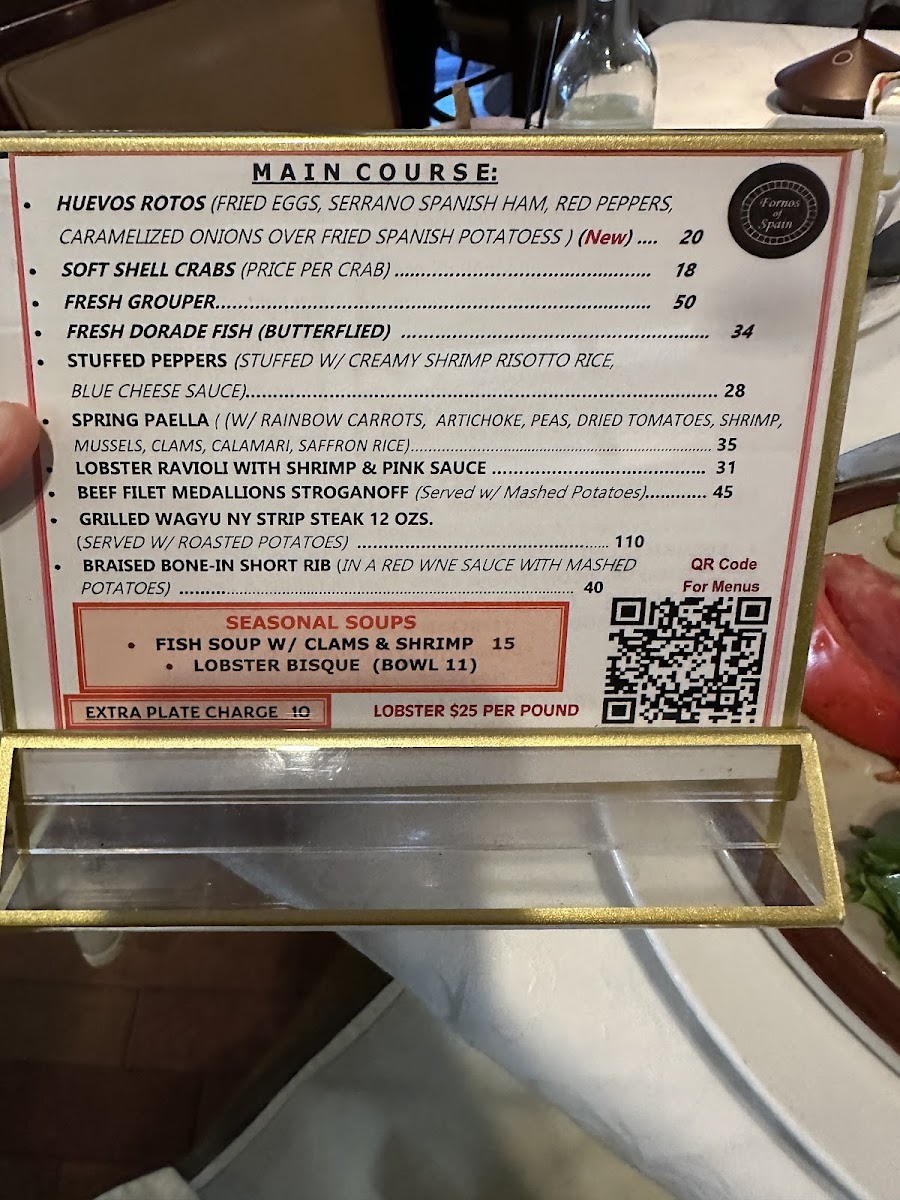 MAIN COURSE:
Fornos
of
Spain
• HUEVOS ROTOS (FRIED EGGS, SERRANO SPANISH HAM, RED PEPPERS,
CARAMELIZED ONIONS OVER FRIED SPANISH POTATOESS ) (New) .... 20
• SOFT SHELL CRABS (PRICE PER CRAB) ................................................ 18
• FRESH GROUPER................................................................................ 50
• FRESH DORADE FISH (BUTTERFLIED) ......................................................... 34
• STUFFED PEPPERS (STUFFED W/ CREAMY SHRIMP RISOTTO RICE,
BLUE CHEESE SAUCE)........................................................................................ 28
• SPRING PAELLA ( (W/ RAINBOW CARROTS, ARTICHOKE, PEAS, DRIED TOMATOES, SHRIMP,
MUSSELS, CLAMS, CALAMARI, SAFFRON RICE)................................................................ 35
• LOBSTER RAVIOLI WITH SHRIMP & PINK SAUCE ........................................ 31
• BEEF FILET MEDALLIONS STROGANOFF (Served w/ Mashed Potatoes)............ 45
• GRILLED WAGYU NY STRIP STEAK 12 OZS.
(SERVED W/ ROASTED POTATOES) .................................................. 110
• BRAISED BONE-IN SHORT RIB (IN A RED WNE SAUCE WITH MASHED
POTATOES) .............................................................................. 40
QR Code
For Menus
SEASONAL SOUPS
• FISH SOUP W/ CLAMS & SHRIMP 15
• LOBSTER BISQUE (BOWL 11)
EXTRA PLATE CHARGE 10
LOBSTER $25 PER POUND